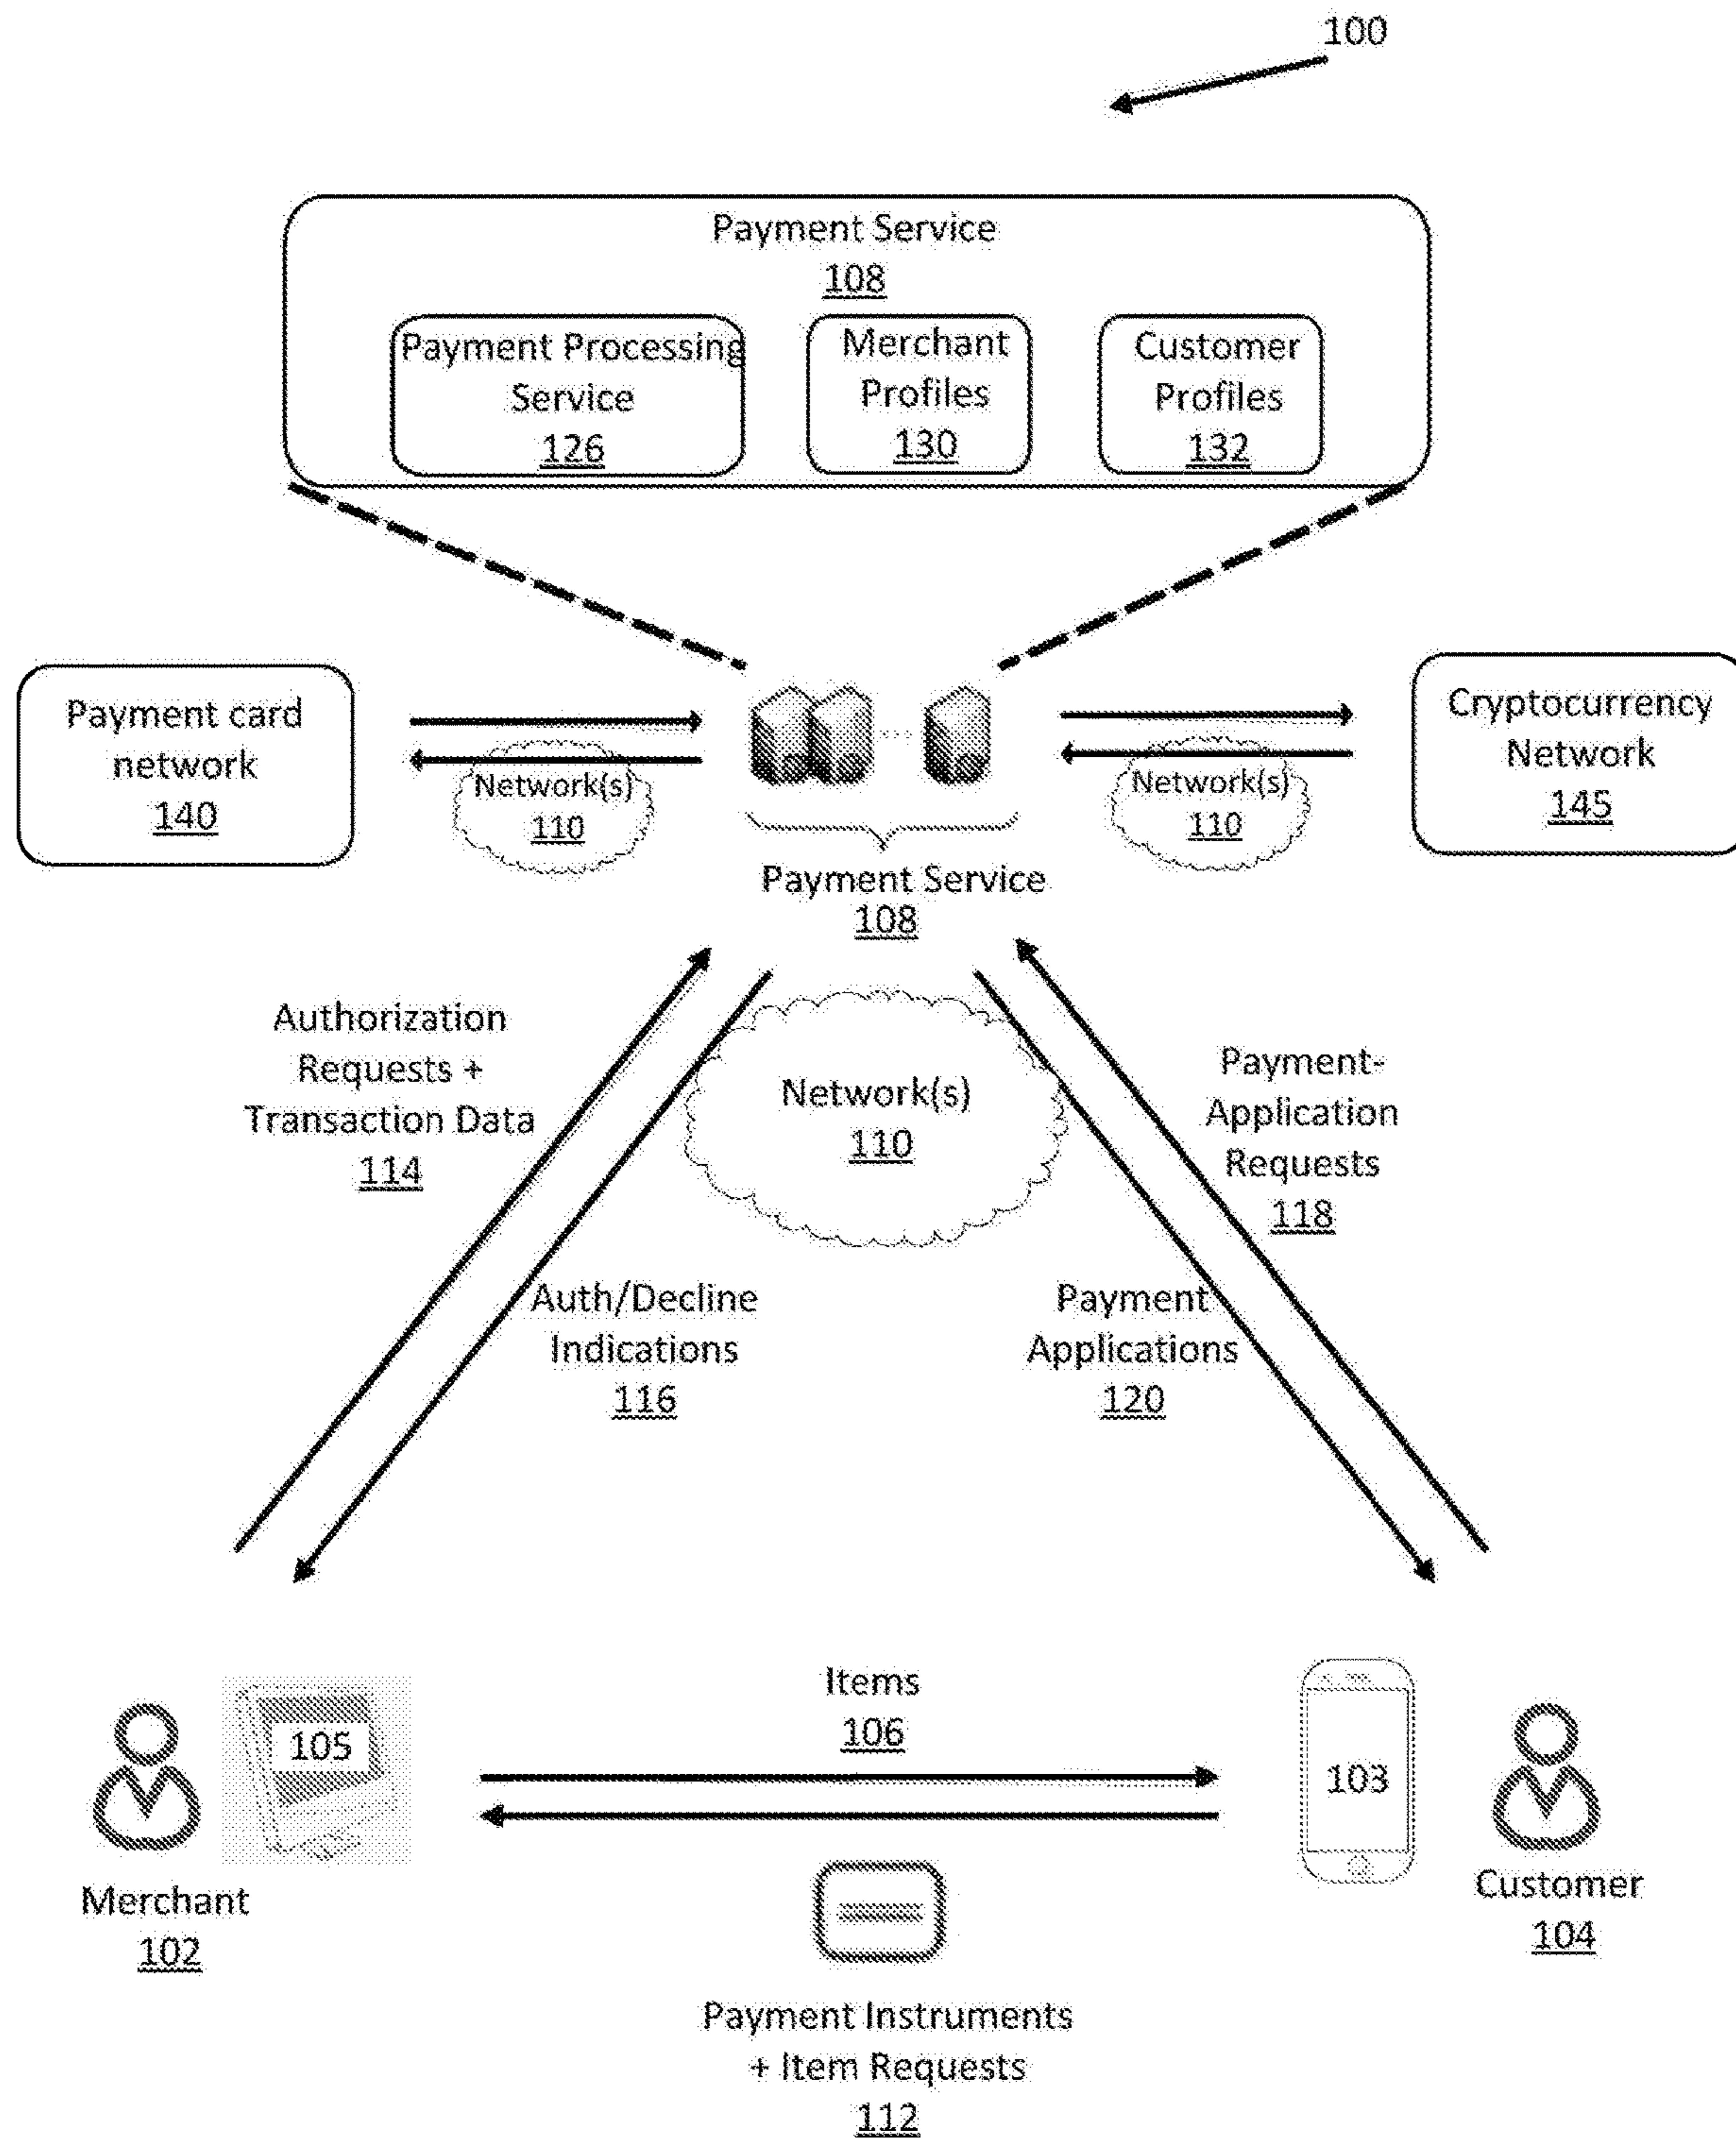 100
Payment Service
108
Payment Processing
Service
126
Merchant
Profiles
130
Customer
Profiles
132
Payment card
network
140
Network(s)
110
Network(s)
110
Cryptocurrency
Network
145
Payment Service
108
Authorization
Requests +
Transaction Data
114
Network(s)
110
Payment-
Application
Requests
118
Auth/Decline
Indications
116
Payment
Applications
120
Items
106
105
103
Merchant
102
Customer
104
Payment Instruments
+ Item Requests
112